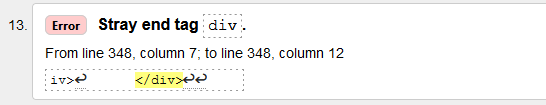 13. Error Stray end tag div.
From line 348, column 7; to line 348, column 12
iv>↩ </div>↩↩